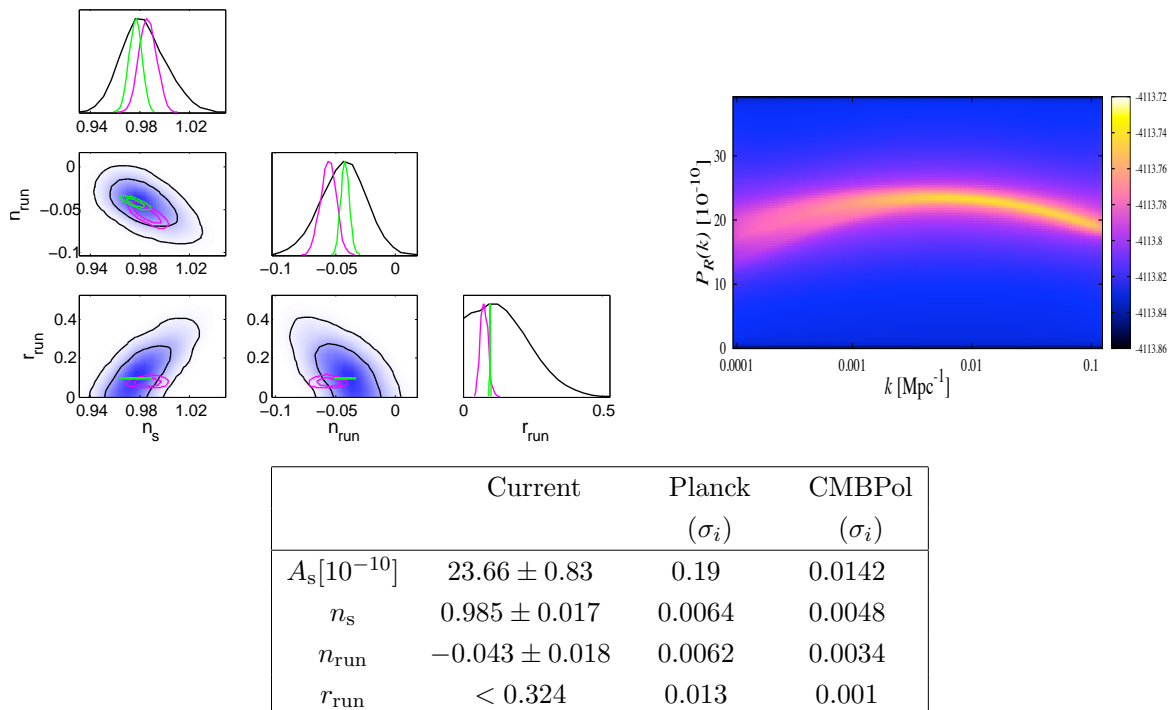 0.94 0.98 1.02
n_run
0
−0.05
−0.1
0.94 0.98 1.02
−0.1 −0.05 0
r_run
0.4
0.2
0
0.94 0.98 1.02
n_s
−0.1 −0.05 0
n_run
0 0.5
r_run
P_R(k) [10^-10]
30
20
10
0
0.0001 0.001 0.01 0.1
k [Mpc^-1]
-4113.72
-4113.74
-4113.76
-4113.78
-4113.8
-4113.82
-4113.84
-4113.86
Current Planck CMBPol
(σ_i) (σ_i)
A_s[10^−10] 23.66 ± 0.83 0.19 0.0142
n_s 0.985 ± 0.017 0.0064 0.0048
n_run −0.043 ± 0.018 0.0062 0.0034
r_run < 0.324 0.013 0.001